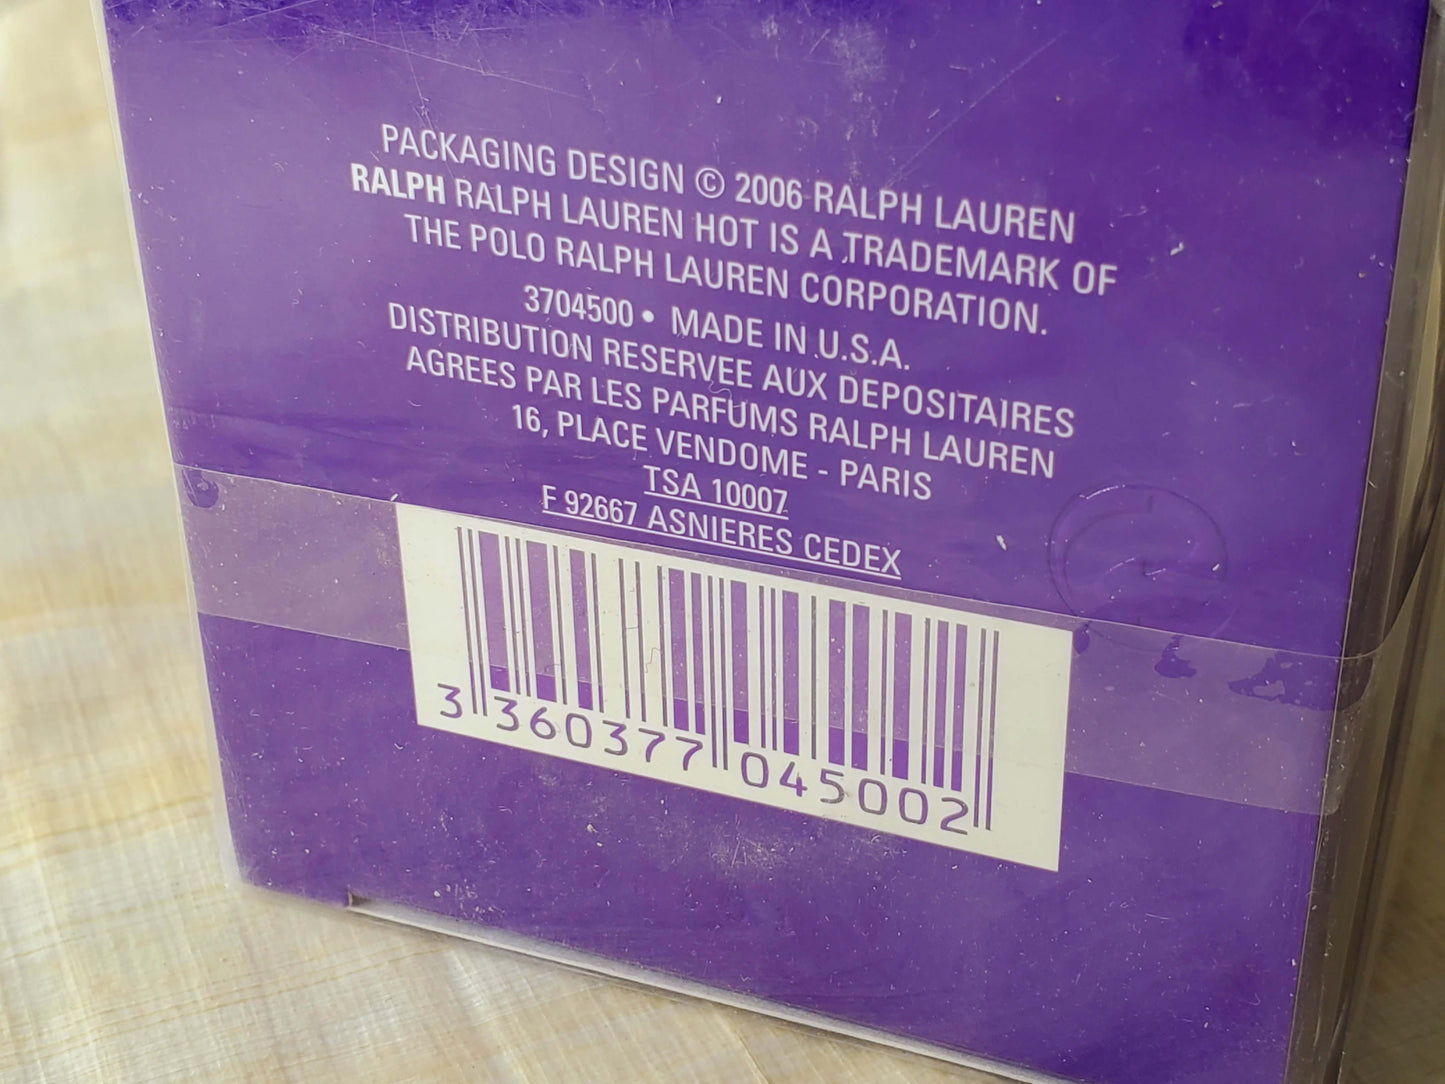 PACKAGING DESIGN © 2006 RALPH LAUREN
RALPH RALPH LAUREN HOT IS A TRADEMARK OF
THE POLO RALPH LAUREN CORPORATION.
3704500 • MADE IN U.S.A.
DISTRIBUTION RESERVEE AUX DEPOSITAIRES
AGREES PAR LES PARFUMS RALPH LAUREN
16, PLACE VENDOME - PARIS
TSA 10007
F 92667 ASNIERES CEDEX
3 360377 045002